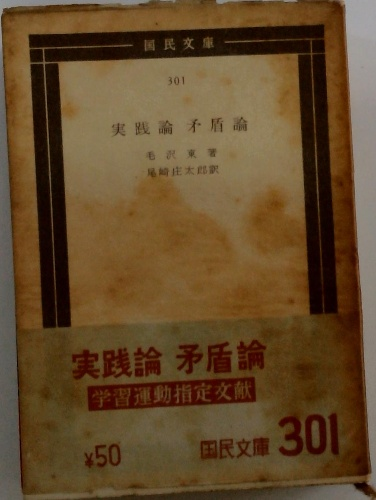 国民文庫
301
実践論 矛盾論
毛沢東著
尾崎庄太郎訳
実践論 矛盾論
学習運動指定文献
¥50 国民文庫 301